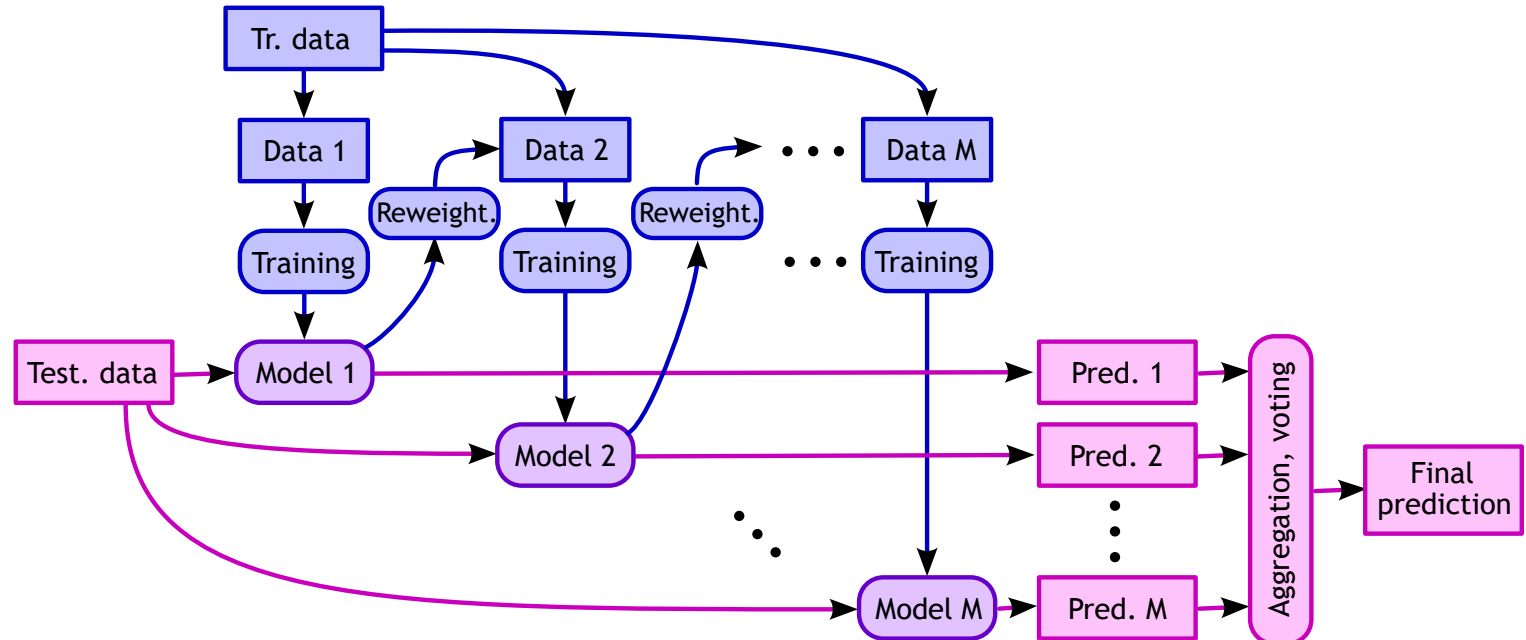 Tr. data
Data 1
Data 2
Data M
Reweight.
Reweight.
Training
Training
Training
Test. data
Model 1
Pred. 1
Model 2
Pred. 2
Model M
Pred. M
Aggregation, voting
Final
prediction